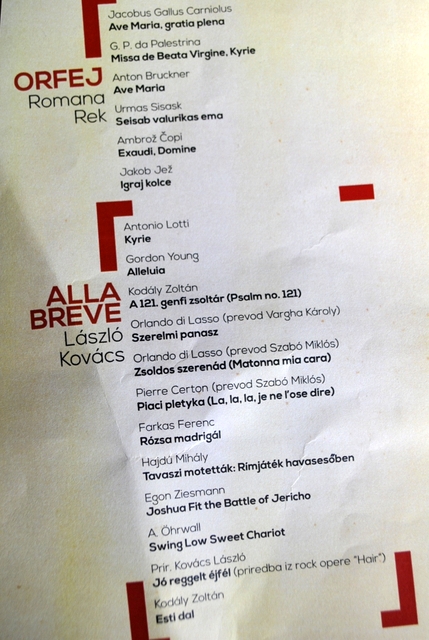 Jacobus Gallus Carniolus
Ave Maria, gratia plena
G. P. da Palestrina
Missa de Beata Virgine, Kyrie
ORFEJ
Romana
Rek
Anton Bruckner
Ave Maria
Urmas Sisask
Seisab valurikas ema
Ambrož Čopi
Exaudi, Domine
Jakob Jež
Igraj kolce
Antonio Lotti
Kyrie
Gordon Young
Alleluia
ALLA
BREVE
László
Kovács
Kodály Zoltán
A 121. genfi zsoltár (Psalm no. 121)
Orlando di Lasso (prevod Vargha Károly)
Szerelmi panasz
Orlando di Lasso (prevod Szabó Miklós)
Zsoldos szerenád (Matonna mia cara)
Pierre Certon (prevod Szabó Miklós)
Piaci pletyka (La, la, la, je ne l'ose dire)
Farkas Ferenc
Rózsa madrigál
Hajdú Mihály
Tavaszi motetták: Rimjáték havasesőben
Egon Ziesmann
Joshua Fit the Battle of Jericho
A. Öhrwall
Swing Low Sweet Chariot
Prir. Kovács László
Jó reggelt éjfél (priredba iz rock opere "Hair")
Kodály Zoltán
Esti dal